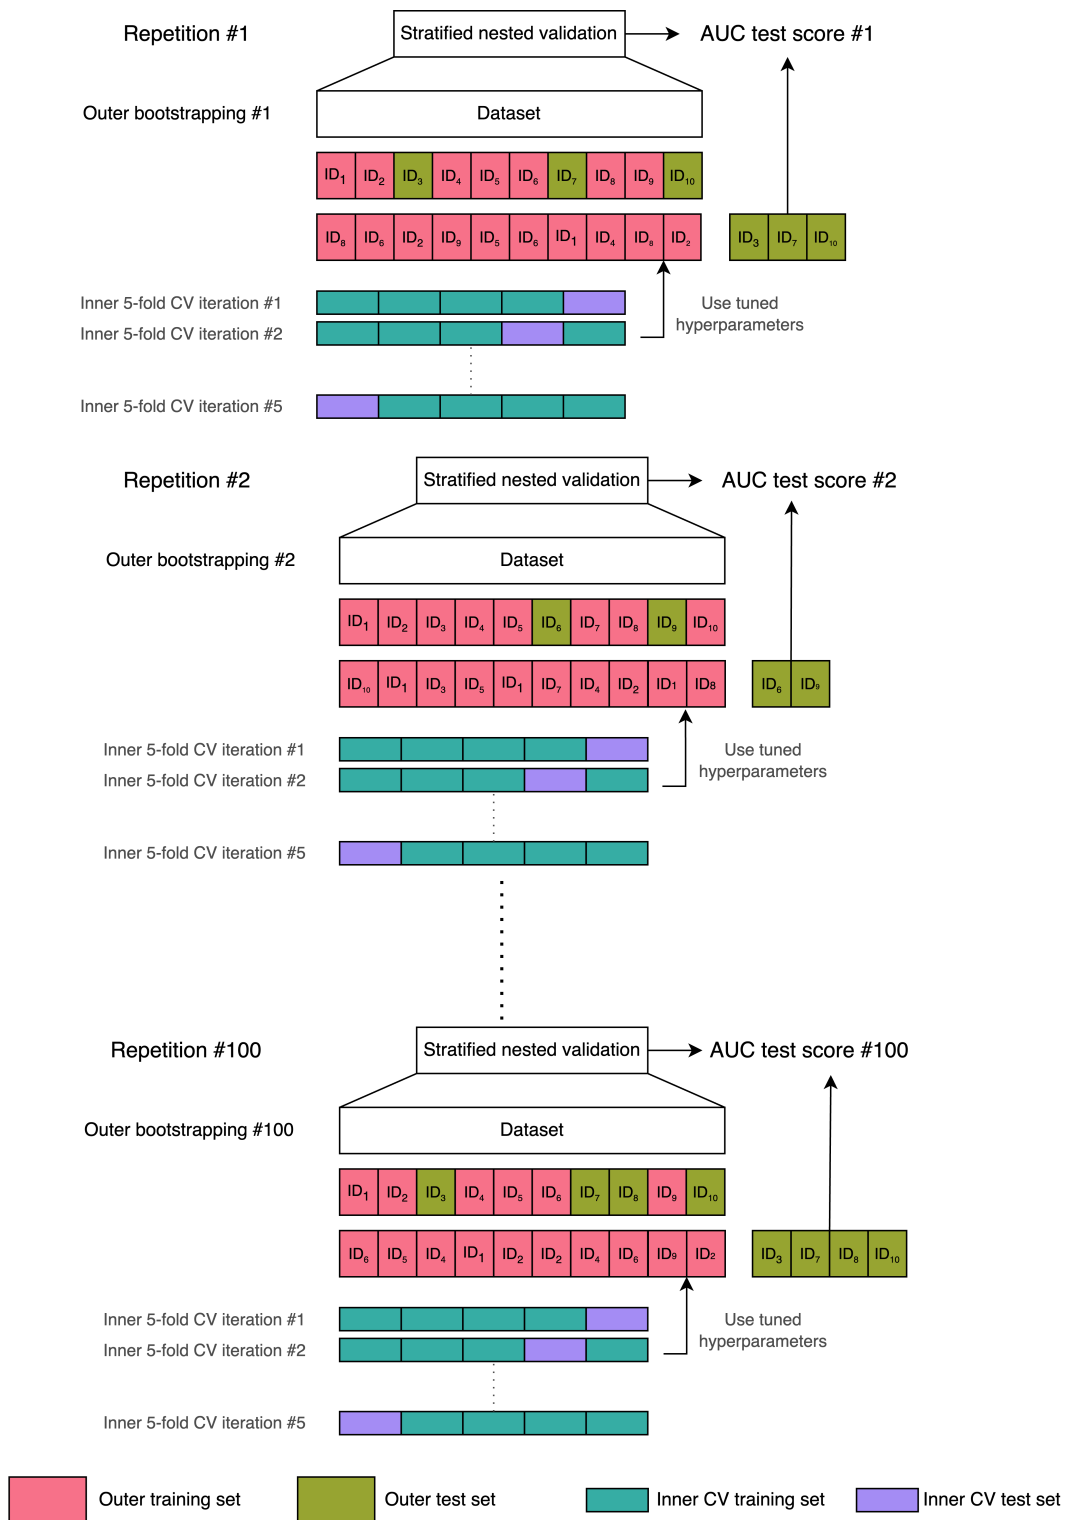 Repetition #1
Stratified nested validation
AUC test score #1
Outer bootstrapping #1
Dataset
ID1 ID2 ID3 ID4 ID5 ID6 ID7 ID8 ID9 ID10
ID8 ID6 ID2 ID9 ID5 ID6 ID1 ID4 ID8 ID2
ID3 ID7 ID10
Inner 5-fold CV iteration #1
Inner 5-fold CV iteration #2
Use tuned
hyperparameters
Inner 5-fold CV iteration #5
Repetition #2
Stratified nested validation
AUC test score #2
Outer bootstrapping #2
Dataset
ID1 ID2 ID3 ID4 ID5 ID6 ID7 ID8 ID9 ID10
ID10 ID1 ID3 ID5 ID1 ID7 ID4 ID2 ID1 ID8
ID6 ID9
Inner 5-fold CV iteration #1
Inner 5-fold CV iteration #2
Use tuned
hyperparameters
Inner 5-fold CV iteration #5
Repetition #100
Stratified nested validation
AUC test score #100
Outer bootstrapping #100
Dataset
ID1 ID2 ID3 ID4 ID5 ID6 ID7 ID8 ID9 ID10
ID6 ID5 ID4 ID1 ID2 ID2 ID4 ID6 ID9 ID2
ID3 ID7 ID8 ID10
Inner 5-fold CV iteration #1
Inner 5-fold CV iteration #2
Use tuned
hyperparameters
Inner 5-fold CV iteration #5
Outer training set
Outer test set
Inner CV training set
Inner CV test set